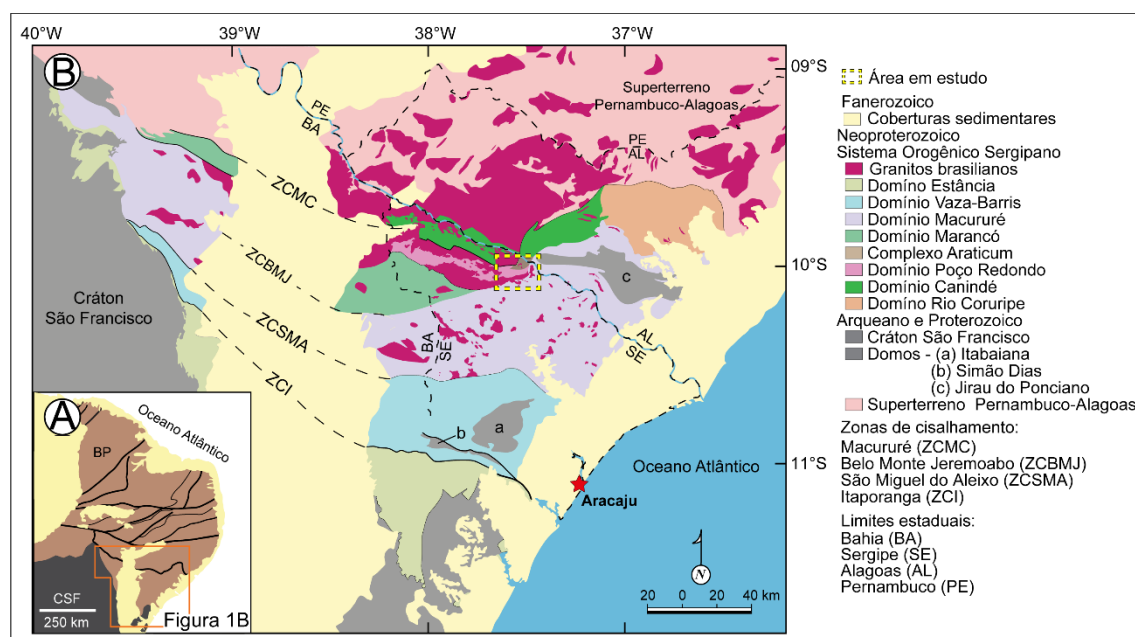 40°W
39°W
38°W
37°W
B
09°S
10°S
11°S
PE
BA
Superterreno
Pernambuco-Alagoas
PE
AL
ZCMC
ZCBMJ
ZCSMA
ZCI
Cráton
São Francisco
c
BA
SE
AL
SE
a
b
Oceano Atlântico
Aracaju
N
20 0 20 40 km
A
Oceano Atlântico
BP
CSF
250 km
Figura 1B
Área em estudo
Fanerozoico
Coberturas sedimentares
Neoproterozoico
Sistema Orogênico Sergipano
Granitos brasilianos
Domíno Estância
Domínio Vaza-Barris
Domínio Macururé
Domínio Marancó
Complexo Araticum
Domínio Poço Redondo
Domínio Canindé
Domíno Rio Coruripe
Arqueano e Proterozoico
Cráton São Francisco
Domos - (a) Itabaiana
(b) Simão Dias
(c) Jirau do Ponciano
Superterreno Pernambuco-Alagoas
Zonas de cisalhamento:
Macururé (ZCMC)
Belo Monte Jeremoabo (ZCBMJ)
São Miguel do Aleixo (ZCSMA)
Itaporanga (ZCI)
Limites estaduais:
Bahia (BA)
Sergipe (SE)
Alagoas (AL)
Pernambuco (PE)